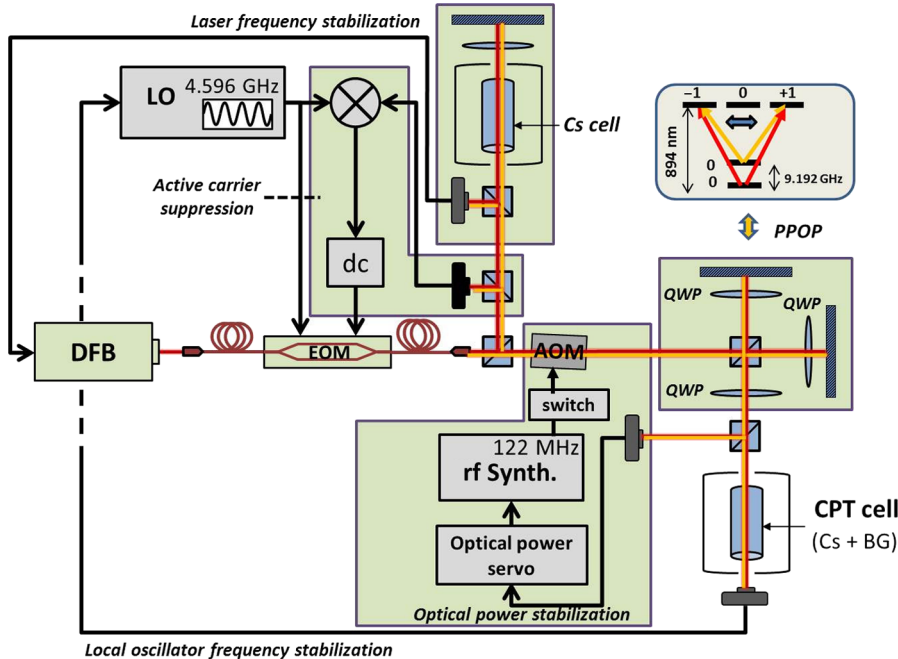 Laser frequency stabilization
LO
4.596 GHz
Cs cell
−1 0 +1
894 nm
0
0
9.192 GHz
Active carrier
suppression
PPOP
dc
QWP
QWP
DFB
EOM
AOM
QWP
switch
122 MHz
rf Synth.
CPT cell
(Cs + BG)
Optical power
servo
Optical power stabilization
Local oscillator frequency stabilization